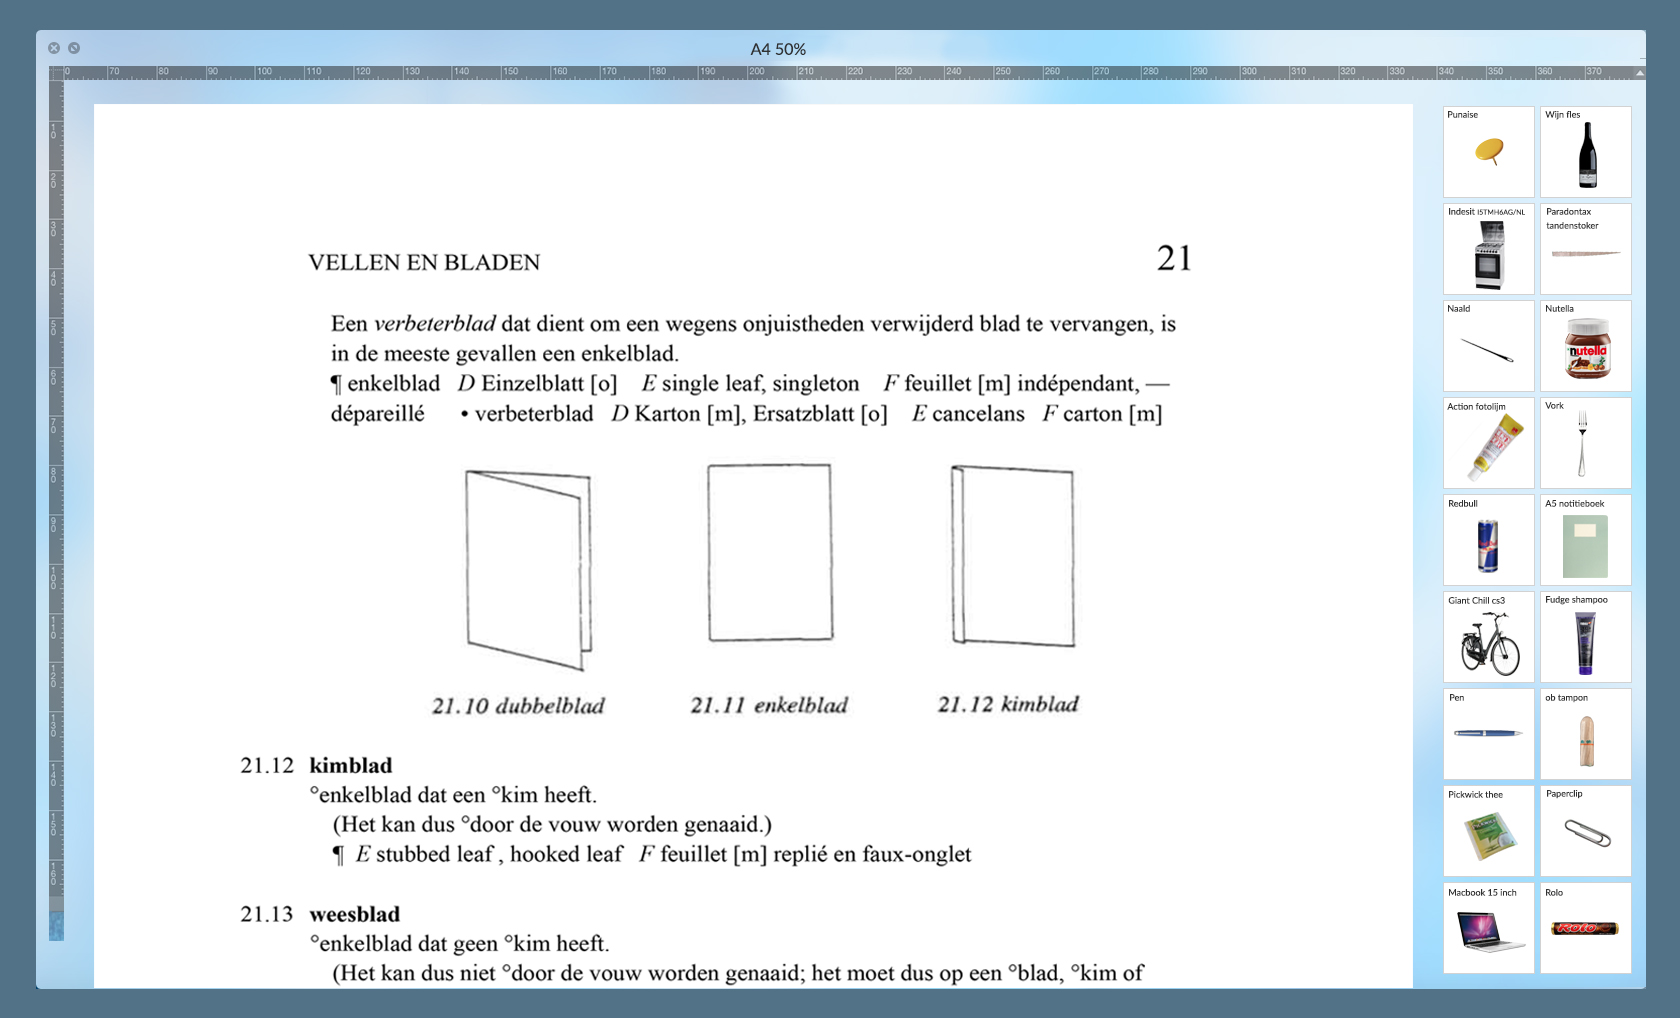 A4 50%
0 70 80 90 100 110 120 130 140 150 160 170 180 190 200 210 220 230 240 250 260 270 280 290 300 310 320 330 340 350 360 370
10
20
30
40
50
60
70
80
90
100
110
120
130
140
150
160
VELLEN EN BLADEN 21
Een verbeterblad dat dient om een wegens onjuistheden verwijderd blad te vervangen, is
in de meeste gevallen een enkelblad.
¶ enkelblad D Einzelblatt [o] E single leaf, singleton F feuillet [m] indépendant, —
dépareillé • verbeterblad D Karton [m], Ersatzblatt [o] E cancelans F carton [m]
21.10 dubbelblad 21.11 enkelblad 21.12 kimblad
21.12 kimblad
°enkelblad dat een °kim heeft.
(Het kan dus °door de vouw worden genaaid.)
¶ E stubbed leaf , hooked leaf F feuillet [m] replié en faux-onglet
21.13 weesblad
°enkelblad dat geen °kim heeft.
(Het kan dus niet °door de vouw worden genaaid; het moet dus op een °blad, °kim of
Punaise
Wijn fles
Indesit I5TMH6AG/NL
Paradontax
tandenstoker
Naald
Nutella
nutella
Action fotolijm
Vork
Redbull
A5 notitieboek
Giant Chill cs3
Fudge shampoo
Pen
ob tampon
Pickwick thee
Paperclip
Macbook 15 inch
Rolo
ROLO